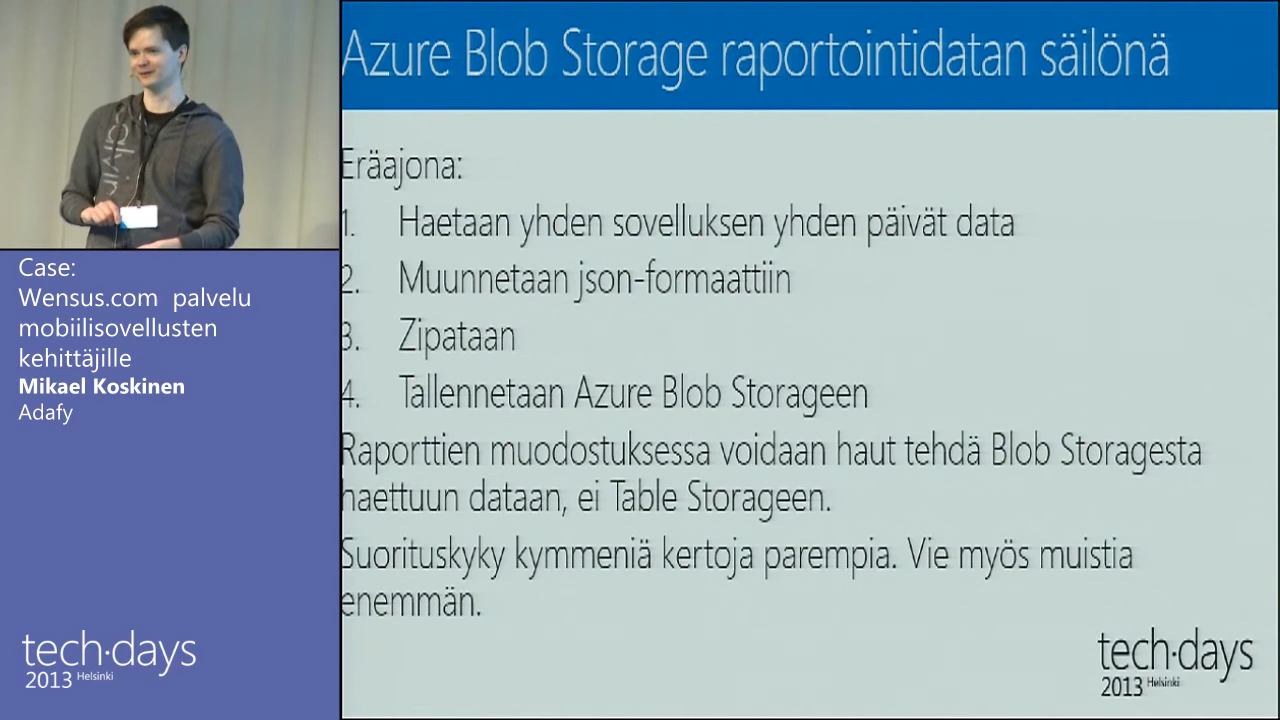 Azure Blob Storage raportointidatan säilönä
Eräajona:
1. Haetaan yhden sovelluksen yhden päivät data
2. Muunnetaan json-formaattiin
3. Zipataan
4. Tallennetaan Azure Blob Storageen
Raporttien muodostuksessa voidaan haut tehdä Blob Storagesta
haettuun dataan, ei Table Storageen.
Suorituskyky kymmeniä kertoja parempia. Vie myös muistia
enemmän.
tech·days
2013 Helsinki
Case:
Wensus.com palvelu
mobiilisovellusten
kehittäjille
Mikael Koskinen
Adafy
tech·days
2013 Helsinki